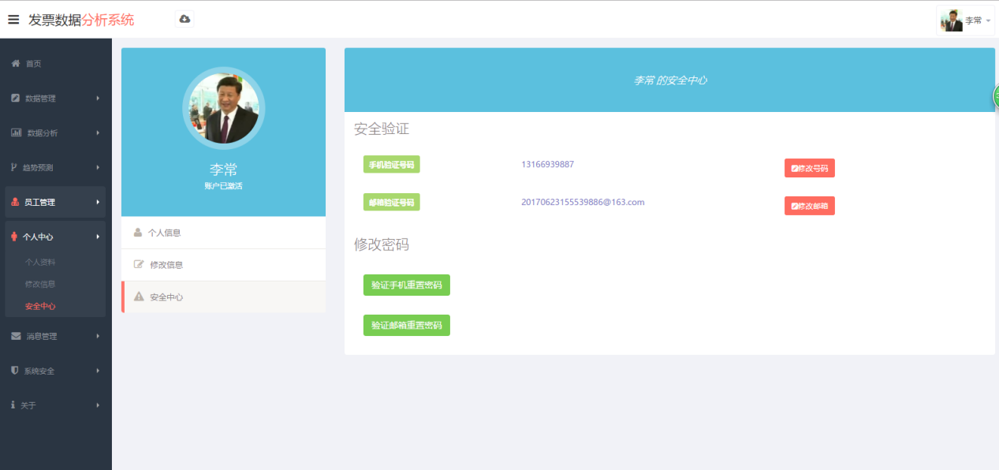 发票数据分析系统
李常
首页
数据管理
数据分析
趋势预测
员工管理
个人中心
个人资料
修改信息
安全中心
消息管理
系统安全
关于
李常
账户已激活
个人信息
修改信息
安全中心
李常 的安全中心
安全验证
手机验证号码
13166939887
修改号码
邮箱验证号码
20170623155539886@163.com
修改邮箱
修改密码
验证手机重置密码
验证邮箱重置密码